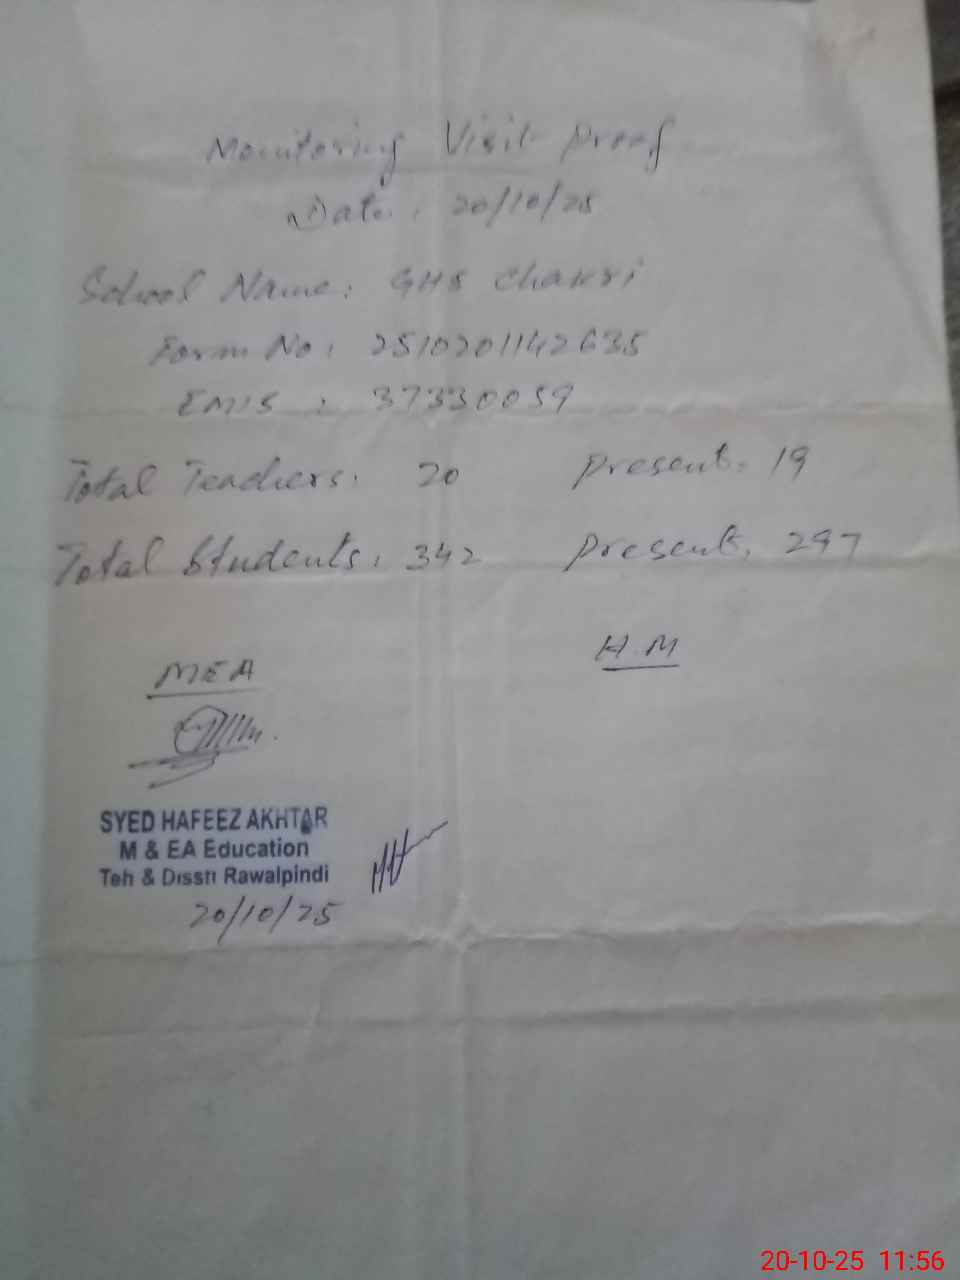 Monitoring Visit Proof
Date: 20/10/25
School Name: GHS Chakri
Form No: 2510201142635
EMIS : 37330059
Total Teachers: 20 Present: 19
Total Students: 342 Present: 297
MEA H.M
SYED HAFEEZ AKHTAR
M & EA Education
Teh & Disstt Rawalpindi
20/10/25
20-10-25 11:56